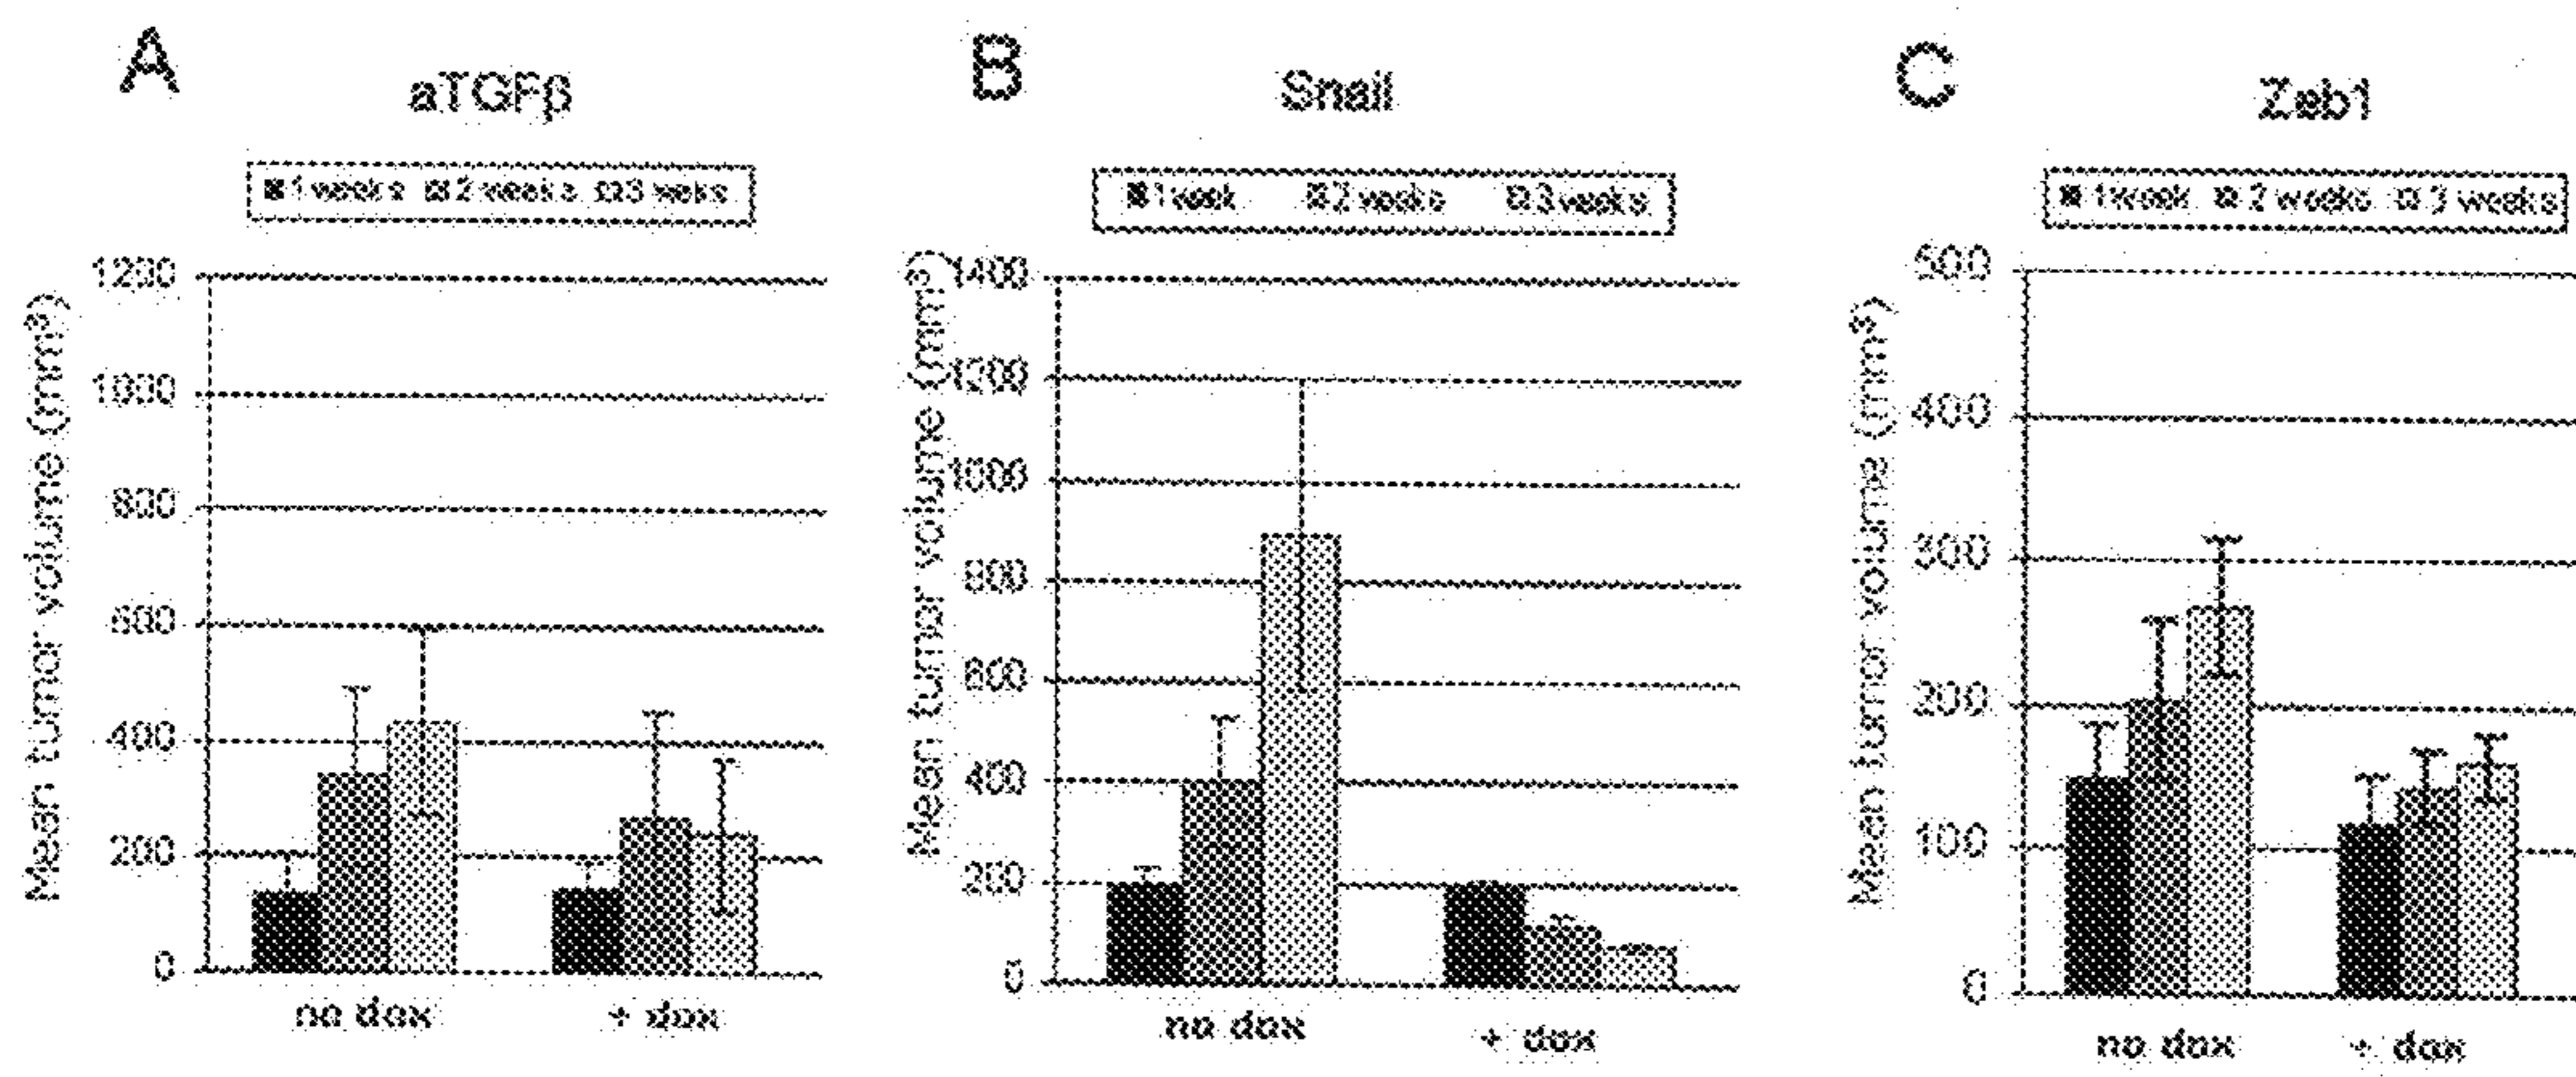 A
aTGFβ
1 weeks 2 weeks 3 weks
Mean tumor volume (mm³)
1200
1000
800
600
400
200
0
no dox
+ dox
B
Snail
1 week 2 weeks 3 weeks
Mean tumor volume (mm³)
1400
1200
1000
800
600
400
200
0
no dox
+ dox
C
Zeb1
1 week 2 weeks 3 weeks
Mean tumor volume (mm³)
500
400
300
200
100
0
no dox
+ dox